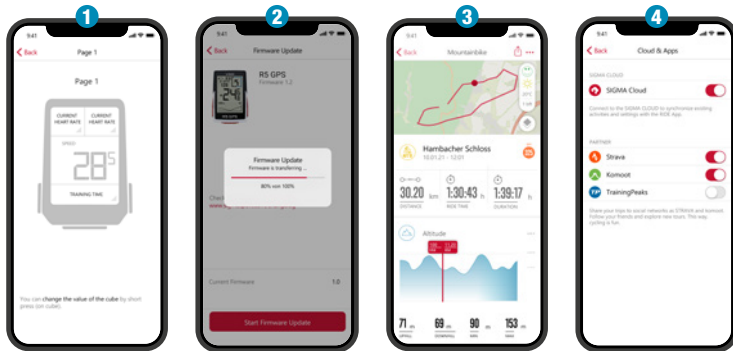 1
9:41
Back
Page 1
Page 1
CURRENT HEART RATE
CURRENT HEART RATE
SPEED
28⁵
TRAINING TIME
You can change the value of the cube by short
press (on cube).
2
9:41
Back
Firmware Update
RS GPS
Firmware 1.2
Firmware Update
Firmware is transferring ...
80% von 100%
Check
Current Firmware
1.0
Start Firmware Update
3
9:41
Back
Mountainbike
Hambacher Schloss
10.01.21 - 12:01
30.20 km
1:30:43 h
1:39:17 h
DISTANCE
RIDE TIME
DURATION
Altitude
71 m
69 m
90 m
153 m
4
9:41
Back
Cloud & Apps
SIGMA CLOUD
SIGMA Cloud
Connect to the SIGMA CLOUD to synchronize existing
activities and settings with the RIDE App.
PARTNER
Strava
Komoot
TP
TrainingPeaks
Share your trips to social networks as STRAVA and komoot.
Follow your friends and explore new tours. This way
cycling is fun.